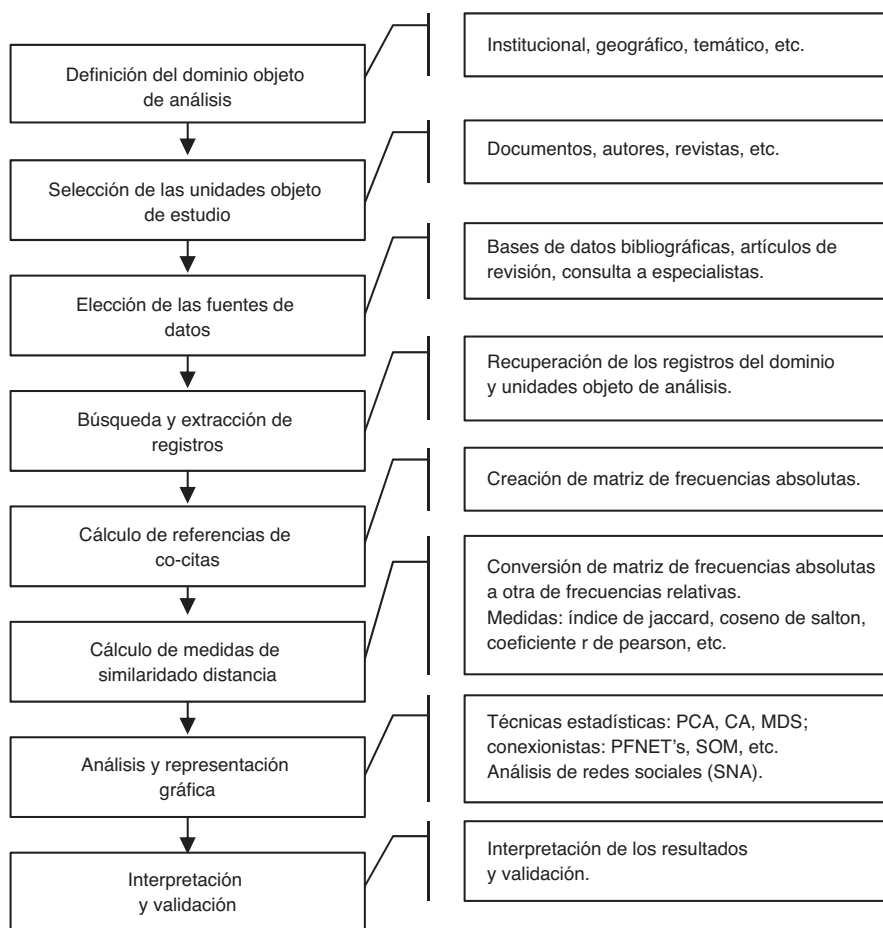 Definición del dominio objeto
de análisis
Institucional, geográfico, temático, etc.
Selección de las unidades objeto
de estudio
Documentos, autores, revistas, etc.
Elección de las fuentes de
datos
Bases de datos bibliográficas, artículos de
revisión, consulta a especialistas.
Búsqueda y extracción de
registros
Recuperación de los registros del dominio
y unidades objeto de análisis.
Cálculo de referencias de
co-citas
Creación de matriz de frecuencias absolutas.
Cálculo de medidas de
similaridado distancia
Conversión de matriz de frecuencias absolutas
a otra de frecuencias relativas.
Medidas: índice de jaccard, coseno de salton,
coeficiente r de pearson, etc.
Análisis y representación
gráfica
Técnicas estadísticas: PCA, CA, MDS;
conexionistas: PFNET’s, SOM, etc.
Análisis de redes sociales (SNA).
Interpretación
y validación
Interpretación de los resultados
y validación.